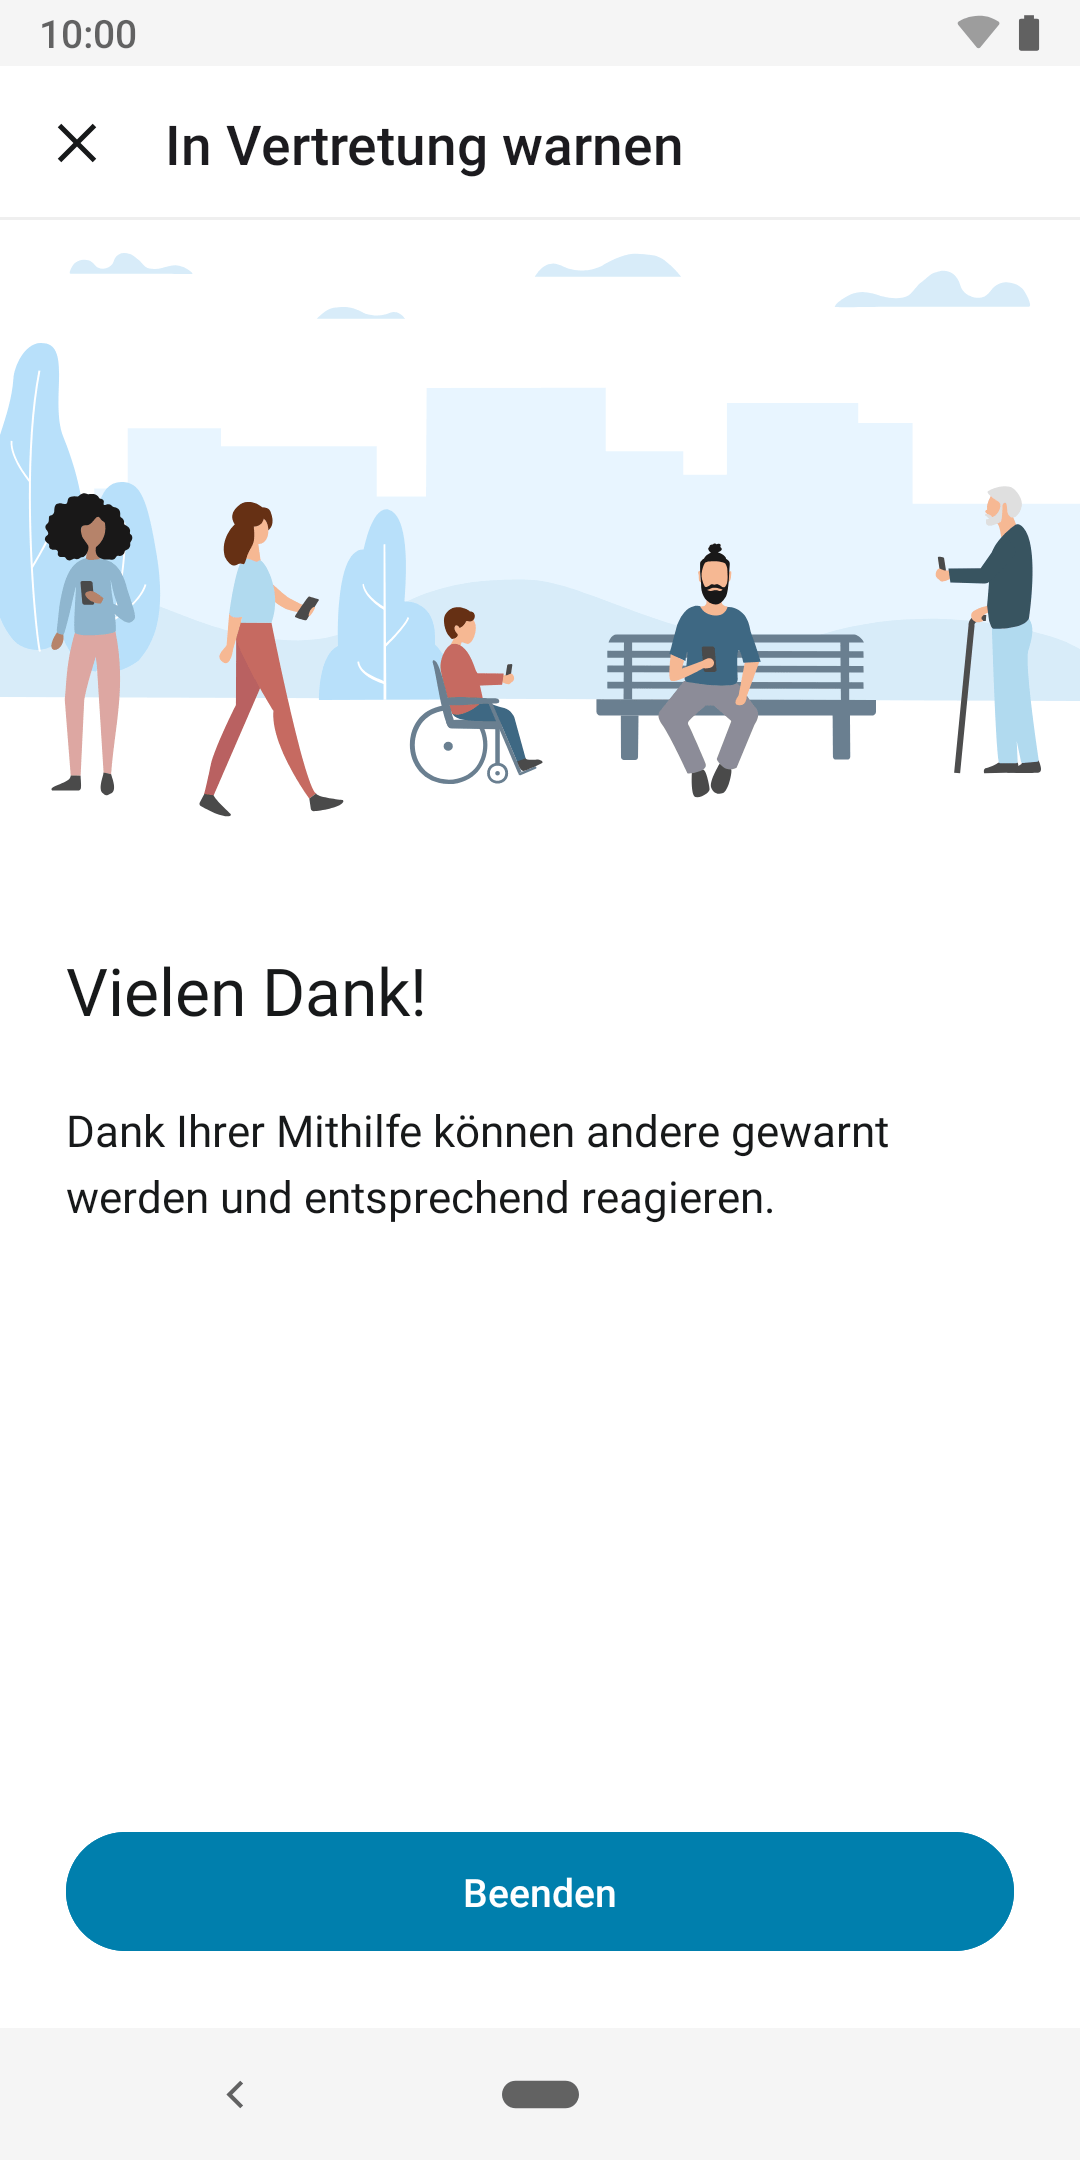 10:00
In Vertretung warnen
Vielen Dank!
Dank Ihrer Mithilfe können andere gewarnt
werden und entsprechend reagieren.
Beenden